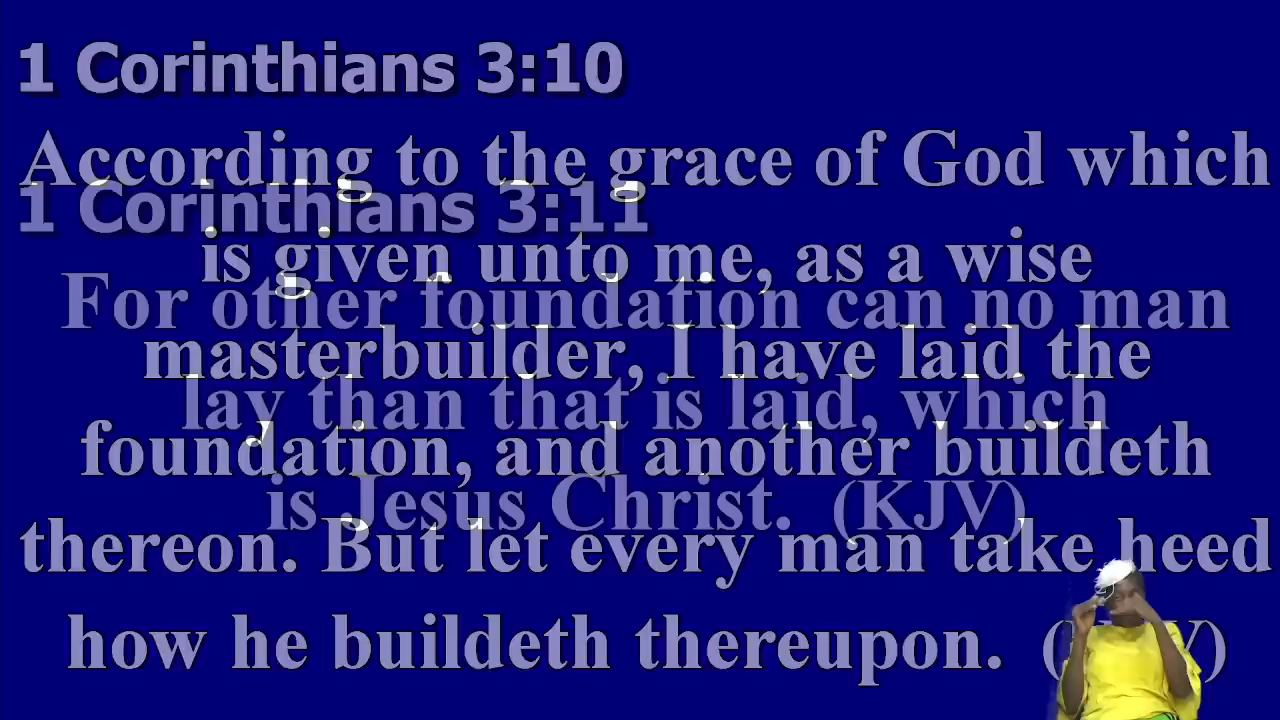 1 Corinthians 3:10
According to the grace of God which
is given unto me, as a wise
masterbuilder, I have laid the
foundation, and another buildeth
thereon. But let every man take heed
how he buildeth thereupon.
1 Corinthians 3:11
For other foundation can no man
lay than that is laid, which
is Jesus Christ. (KJV)